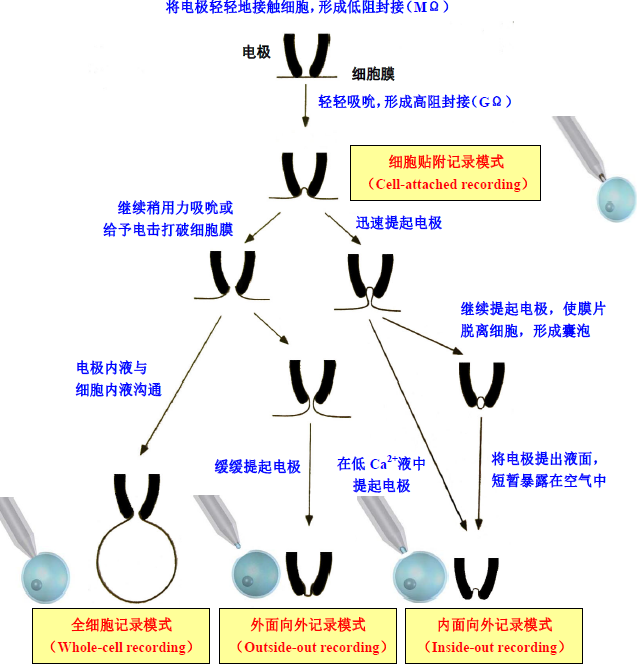 将电极轻轻地接触细胞，形成低阻封接（MΩ）
电极
细胞膜
轻轻吸吮，形成高阻封接（GΩ）
细胞贴附记录模式
（Cell-attached recording）
继续稍用力吸吮或
给予电击打破细胞膜
迅速提起电极
继续提起电极，使膜片
脱离细胞，形成囊泡
电极内液与
细胞内液沟通
缓缓提起电极
在低 Ca²⁺液中
提起电极
将电极提出液面，
短暂暴露在空气中
全细胞记录模式
（Whole-cell recording）
外面向外记录模式
（Outside-out recording）
内面向外记录模式
（Inside-out recording）